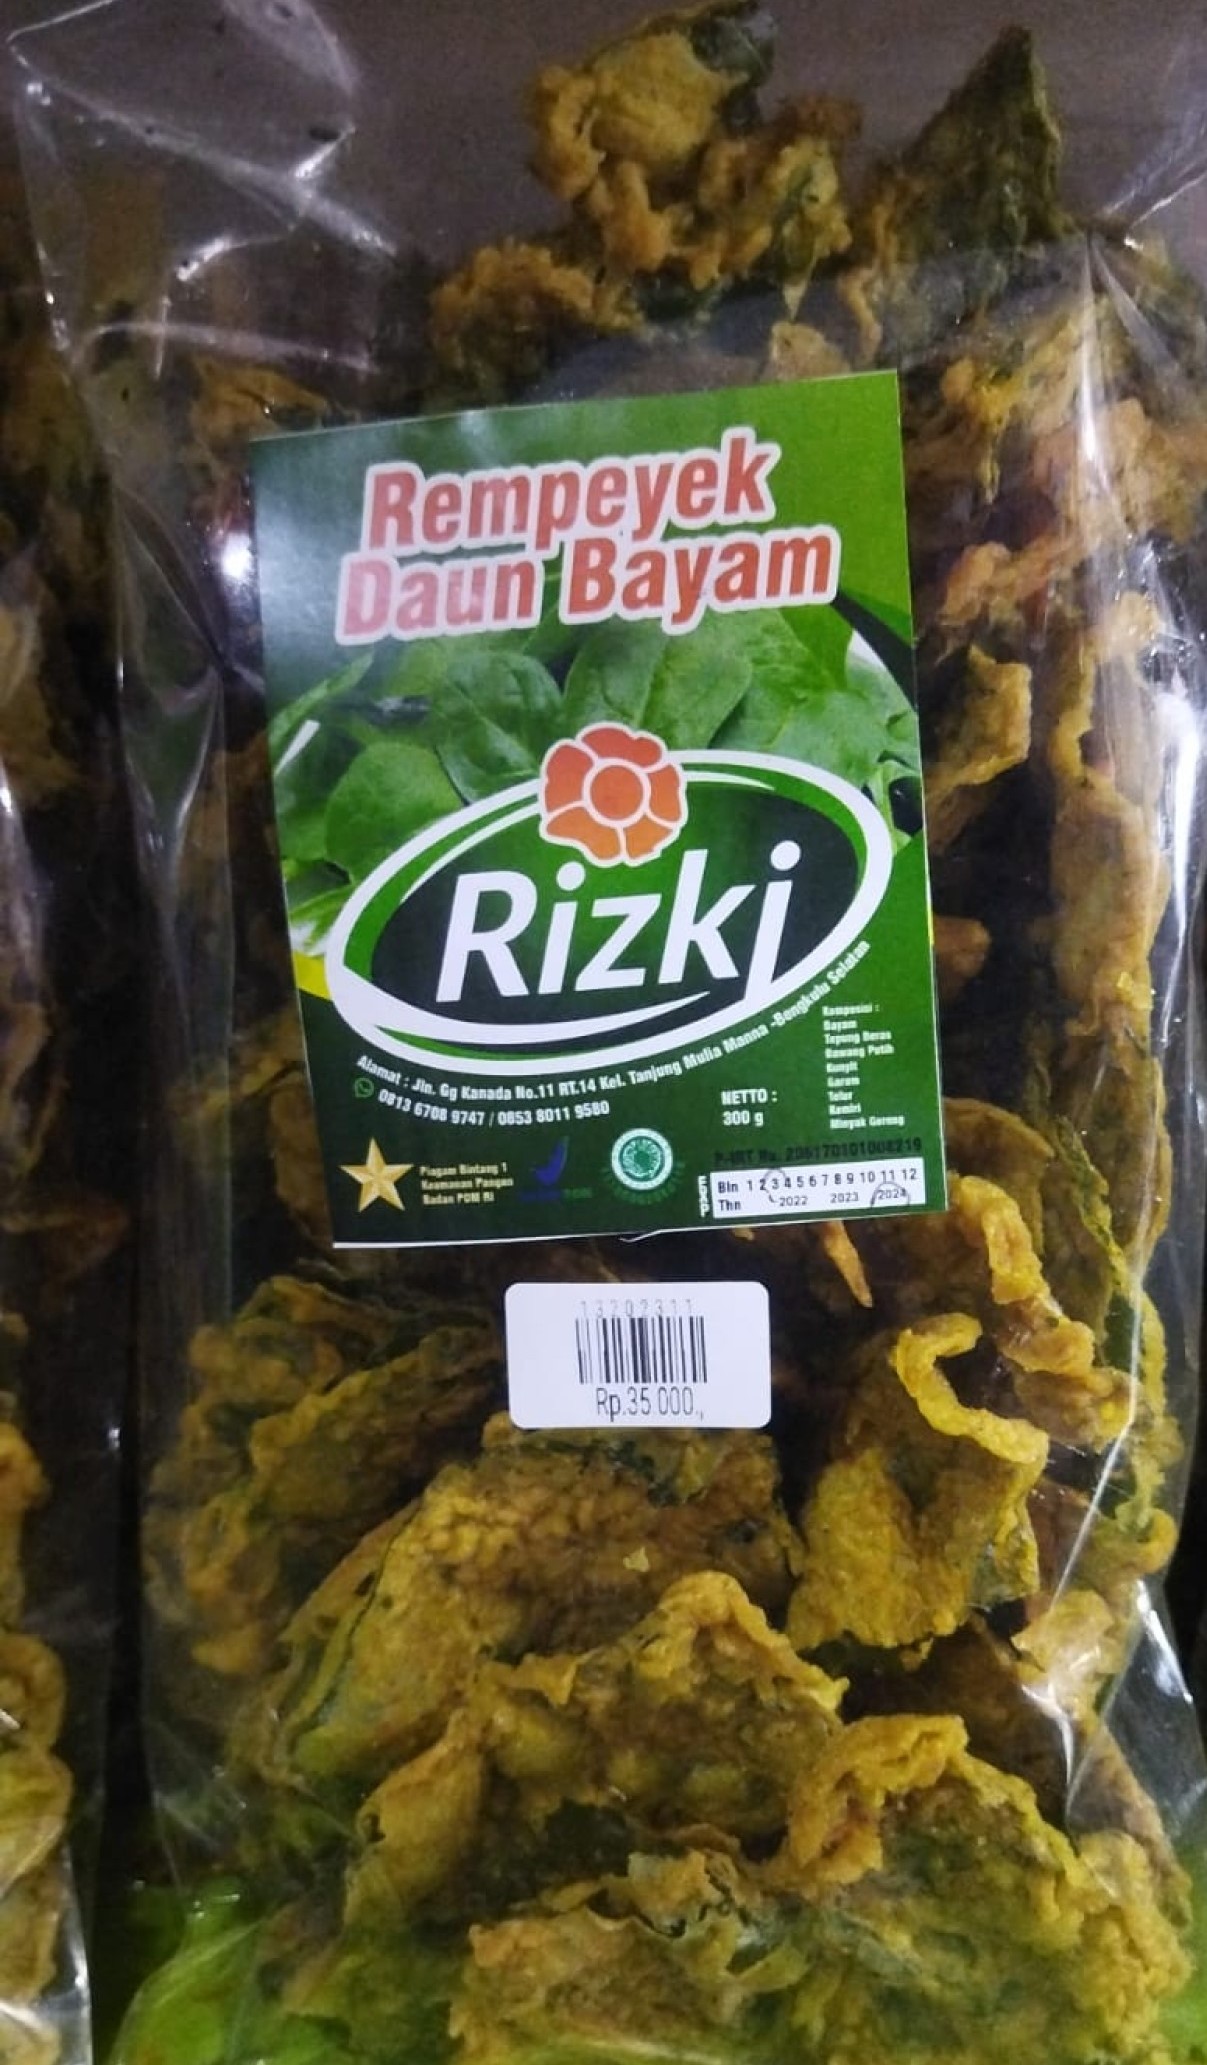 Rempeyek
Daun Bayam
Rizki
Alamat : Jln. Gg Kanada No.11 RT.14 Kel. Tanjung Mulia Manna -Bengkulu Selatan
0813 6708 9747 / 0853 8011 9580
Komposisi :
Bayam
Tepung Beras
Bawang Putih
Kunyit
Garam
Telur
Kemiri
Minyak Goreng
NETTO :
300 g
Piagam Bintang 1
Keamanan Pangan
Badan POM RI
P-IRT No. 206170101008219
Bln 1 2 3 4 5 6 7 8 9 10 11 12
Thn 2022 2023 2024
13202311
Rp.35 000.,